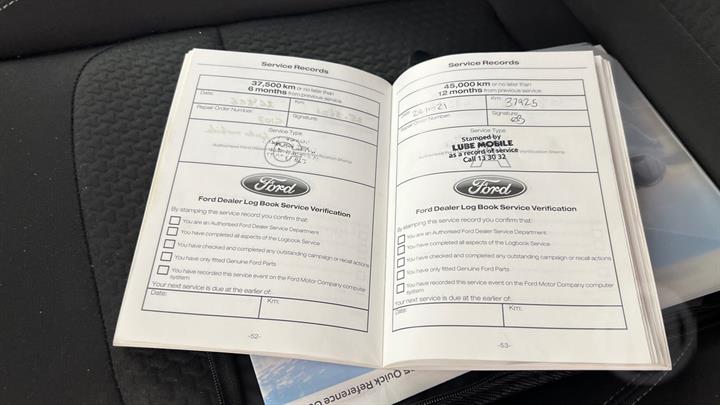 Service Records
37,500 km or no later than
6 months from previous service
Date:
Km:
Repair Order Number:
Signature:
Service Type
Ford
Ford Dealer Log Book Service Verification
By stamping this service record you confirm that:
You are an Authorised Ford Dealer Service Department
You have completed all aspects of the Logbook Service
You have checked and completed any outstanding campaign or recall actions
You have only fitted Genuine Ford Parts
You have recorded this service event on the Ford Motor Company computer
system
Your next service is due at the earlier of:
Date:
Km:
-52-
Service Records
45,000 km or no later than
12 months from previous service
Km:
37925
Order Number:
Signature:
Service Type
Stamped by
LUBE MOBILE
as a record of service
Call 13 30 32
Ford
Ford Dealer Log Book Service Verification
By stamping this service record you confirm that:
You are an Authorised Ford Dealer Service Department
You have completed all aspects of the Logbook Service
You have checked and completed any outstanding campaign or recall actions
You have only fitted Genuine Ford Parts
You have recorded this service event on the Ford Motor Company computer
system
Your next service is due at the earlier of:
Date:
Km:
-53-
Quick Reference